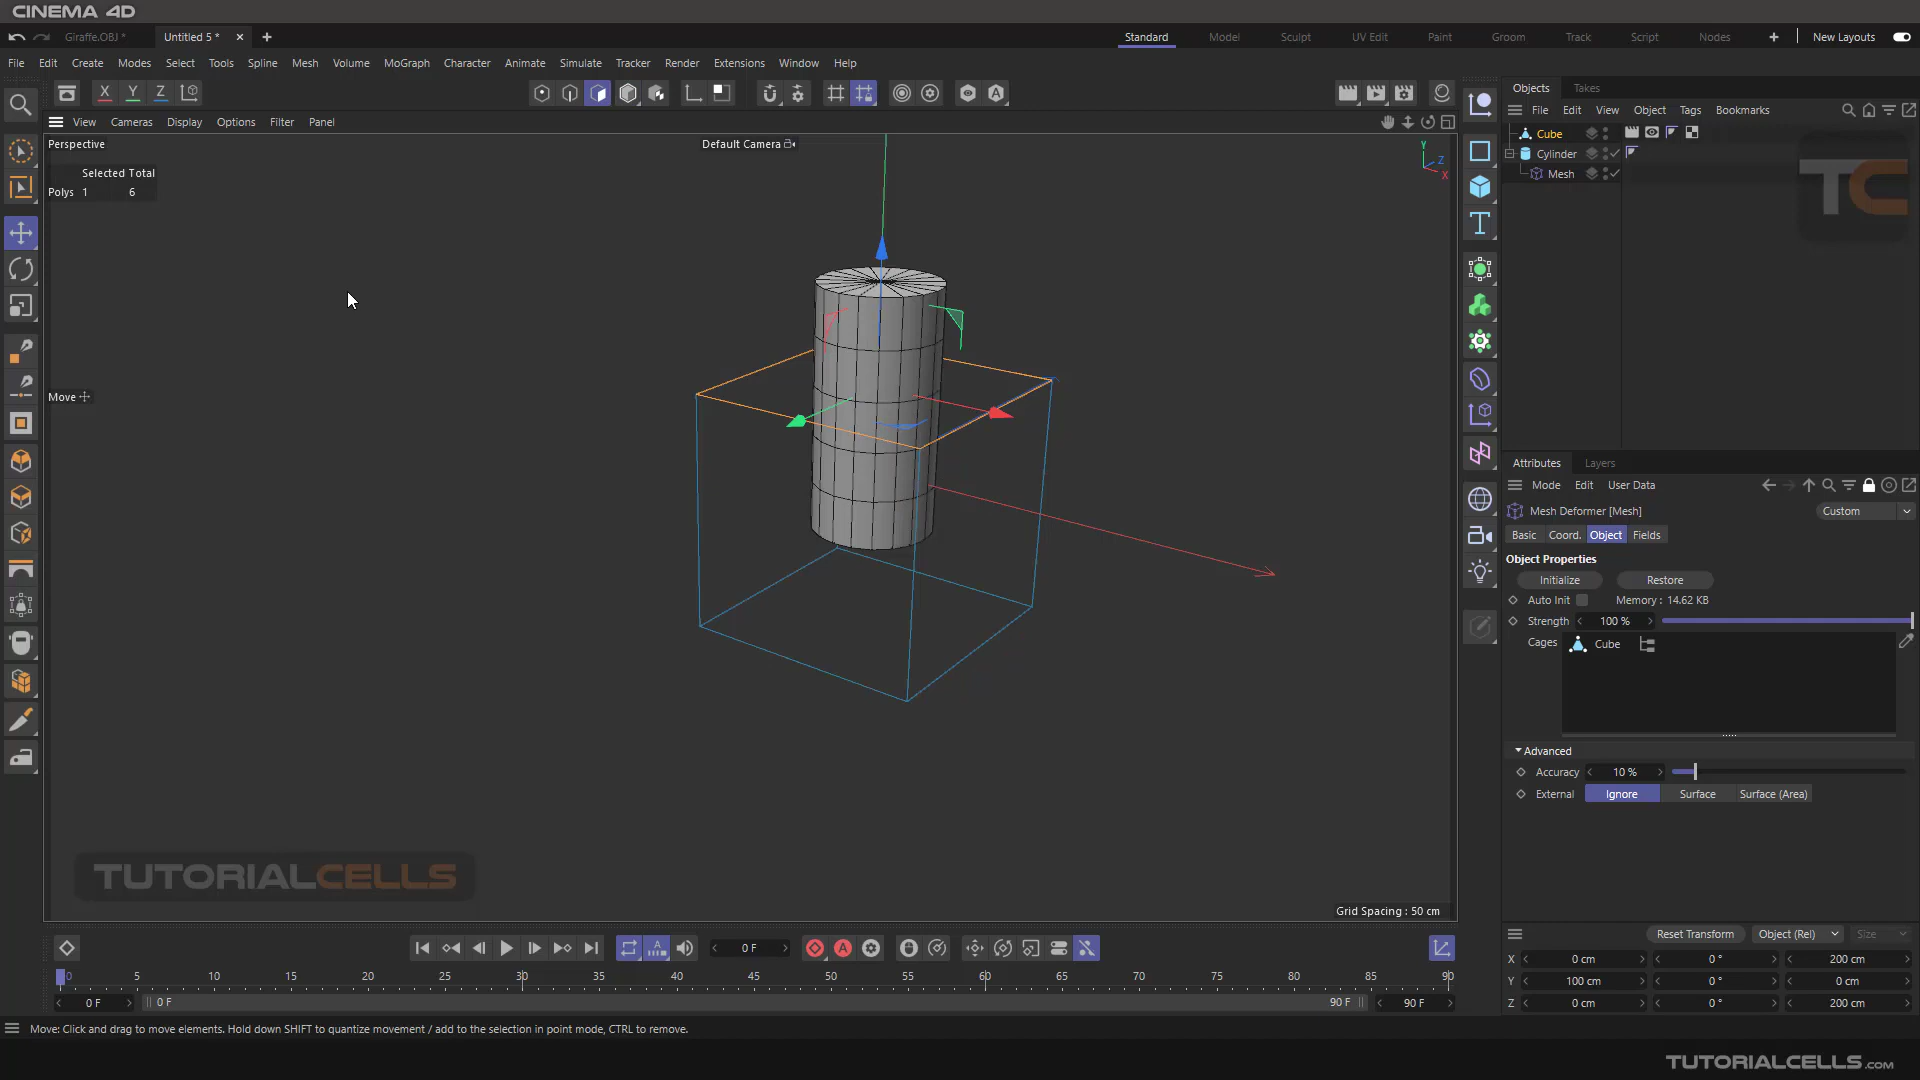 CINEMA 4D
Giraffe.OBJ * Untitled 5 * Standard Model Sculpt UV Edit Paint Groom Track Script Nodes New Layouts
File Edit Create Modes Select Tools Spline Mesh Volume MoGraph Character Animate Simulate Tracker Render Extensions Window Help
X Y Z
Objects Takes
File Edit View Object Tags Bookmarks
View Cameras Display Options Filter Panel
Perspective
Default Camera
Y
Z
X
Selected Total
Polys 1 6
Cube
Cylinder
Mesh
TC
Move
Attributes Layers
Mode Edit User Data
Mesh Deformer [Mesh] Custom
Basic Coord. Object Fields
Object Properties
Initialize Restore
Auto Init Memory : 14.62 KB
Strength 100 %
Cages Cube
Advanced
Accuracy 10 %
External Ignore Surface Surface (Area)
TUTORIALCELLS
Grid Spacing : 50 cm
Reset Transform Object (Rel) Size
0 F
0 5 10 15 20 25 30 35 40 45 50 55 60 65 70 75 80 85 90
0 F 0 F 90 F 90 F
X 0 cm 0 ° 200 cm
Y 100 cm 0 ° 0 cm
Z 0 cm 0 ° 200 cm
Move: Click and drag to move elements. Hold down SHIFT to quantize movement / add to the selection in point mode, CTRL to remove.
TUTORIALCELLS.COM